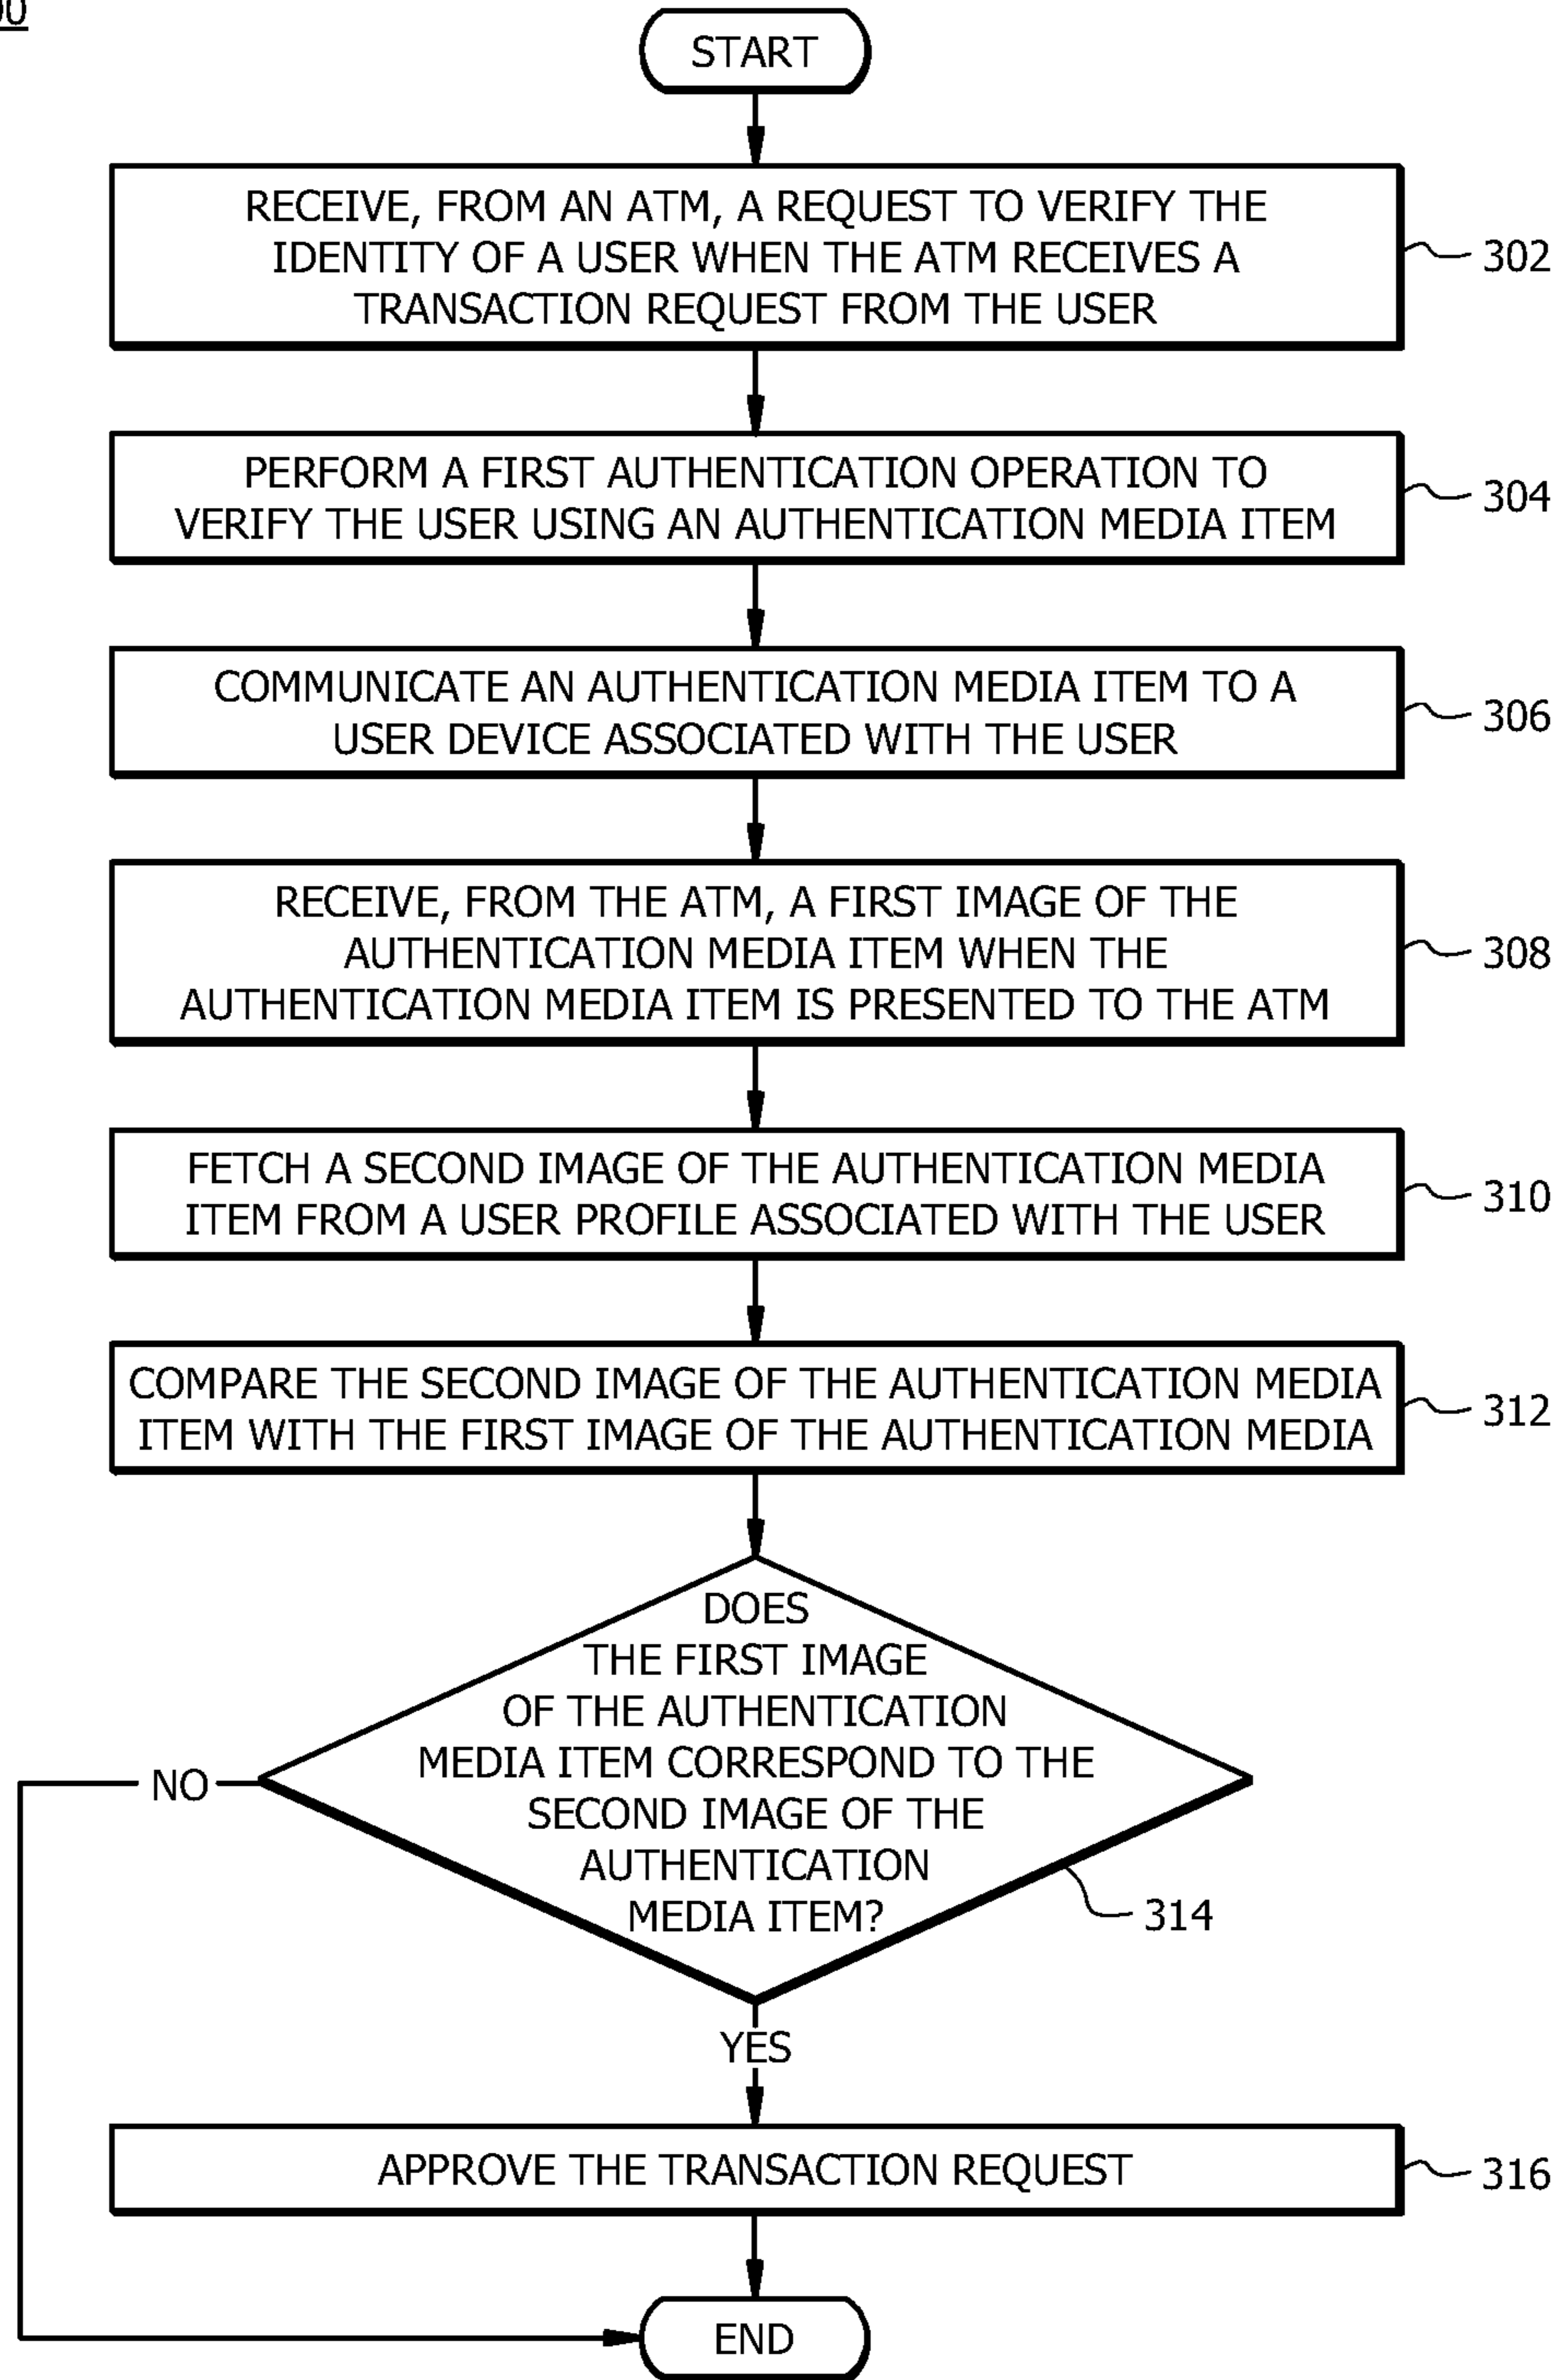 START
RECEIVE, FROM AN ATM, A REQUEST TO VERIFY THE
IDENTITY OF A USER WHEN THE ATM RECEIVES A
TRANSACTION REQUEST FROM THE USER
302
PERFORM A FIRST AUTHENTICATION OPERATION TO
VERIFY THE USER USING AN AUTHENTICATION MEDIA ITEM
304
COMMUNICATE AN AUTHENTICATION MEDIA ITEM TO A
USER DEVICE ASSOCIATED WITH THE USER
306
RECEIVE, FROM THE ATM, A FIRST IMAGE OF THE
AUTHENTICATION MEDIA ITEM WHEN THE
AUTHENTICATION MEDIA ITEM IS PRESENTED TO THE ATM
308
FETCH A SECOND IMAGE OF THE AUTHENTICATION MEDIA
ITEM FROM A USER PROFILE ASSOCIATED WITH THE USER
310
COMPARE THE SECOND IMAGE OF THE AUTHENTICATION MEDIA
ITEM WITH THE FIRST IMAGE OF THE AUTHENTICATION MEDIA
312
DOES
THE FIRST IMAGE
OF THE AUTHENTICATION
MEDIA ITEM CORRESPOND TO THE
SECOND IMAGE OF THE
AUTHENTICATION
MEDIA ITEM?
314
NO
YES
APPROVE THE TRANSACTION REQUEST
316
END